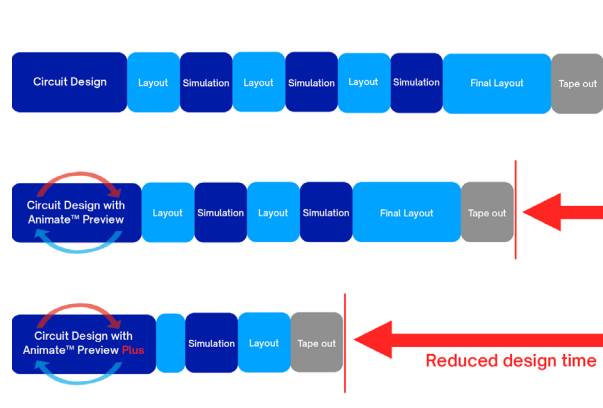 Circuit Design
Layout
Simulation
Layout
Simulation
Layout
Simulation
Final Layout
Tape out
Circuit Design with
Animate™ Preview
Layout
Simulation
Layout
Simulation
Final Layout
Tape out
Circuit Design with
Animate™ Preview Plus
Simulation
Layout
Tape out
Reduced design time